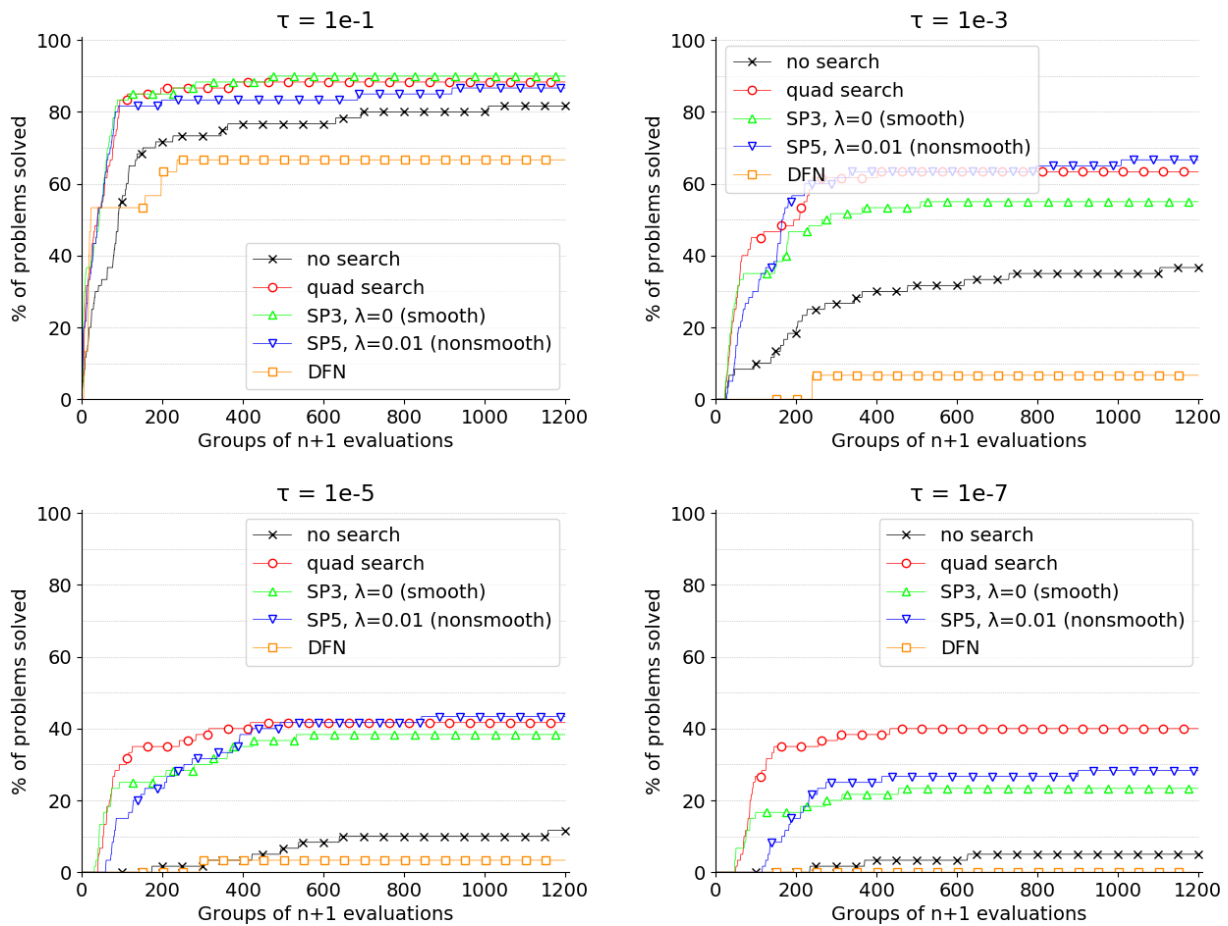 τ = 1e-1
% of problems solved
100
80
60
40
20
0
no search
quad search
SP3, λ=0 (smooth)
SP5, λ=0.01 (nonsmooth)
DFN
0 200 400 600 800 1000 1200
Groups of n+1 evaluations
τ = 1e-3
% of problems solved
100
80
60
40
20
0
no search
quad search
SP3, λ=0 (smooth)
SP5, λ=0.01 (nonsmooth)
DFN
0 200 400 600 800 1000 1200
Groups of n+1 evaluations
τ = 1e-5
% of problems solved
100
80
60
40
20
0
no search
quad search
SP3, λ=0 (smooth)
SP5, λ=0.01 (nonsmooth)
DFN
0 200 400 600 800 1000 1200
Groups of n+1 evaluations
τ = 1e-7
% of problems solved
100
80
60
40
20
0
no search
quad search
SP3, λ=0 (smooth)
SP5, λ=0.01 (nonsmooth)
DFN
0 200 400 600 800 1000 1200
Groups of n+1 evaluations